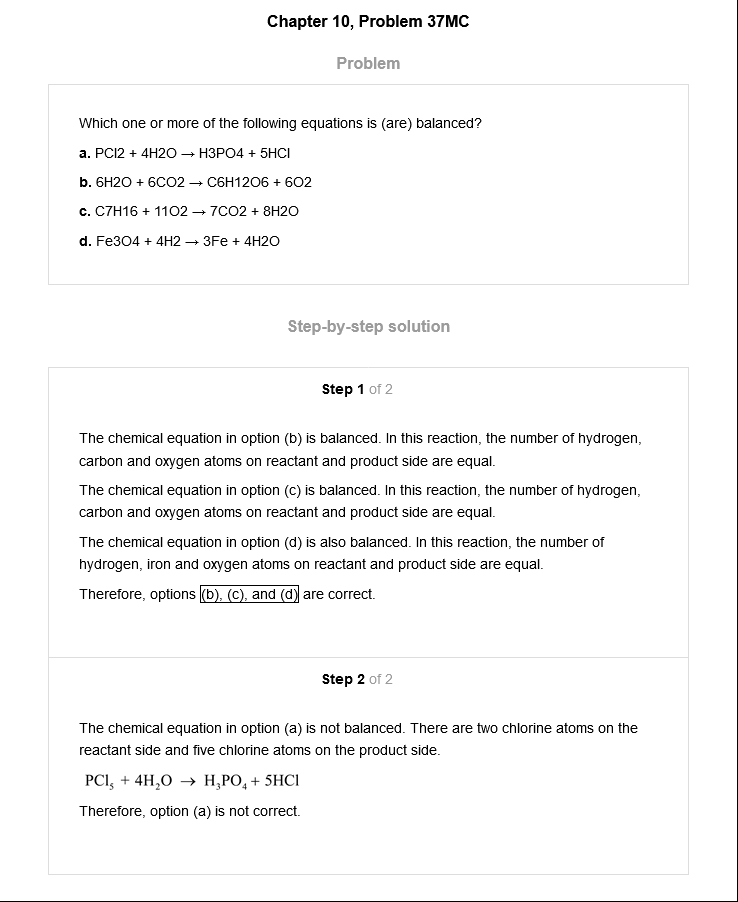 Chapter 10, Problem 37MC
Problem
Which one or more of the following equations is (are) balanced?
a. PCl2 + 4H2O → H3PO4 + 5HCl
b. 6H2O + 6CO2 → C6H12O6 + 6O2
c. C7H16 + 11O2 → 7CO2 + 8H2O
d. Fe3O4 + 4H2 → 3Fe + 4H2O
Step-by-step solution
Step 1 of 2
The chemical equation in option (b) is balanced. In this reaction, the number of hydrogen,
carbon and oxygen atoms on reactant and product side are equal.
The chemical equation in option (c) is balanced. In this reaction, the number of hydrogen,
carbon and oxygen atoms on reactant and product side are equal.
The chemical equation in option (d) is also balanced. In this reaction, the number of
hydrogen, iron and oxygen atoms on reactant and product side are equal.
Therefore, options (b), (c), and (d) are correct.
Step 2 of 2
The chemical equation in option (a) is not balanced. There are two chlorine atoms on the
reactant side and five chlorine atoms on the product side.
PCl₅ + 4H₂O → H₃PO₄ + 5HCl
Therefore, option (a) is not correct.